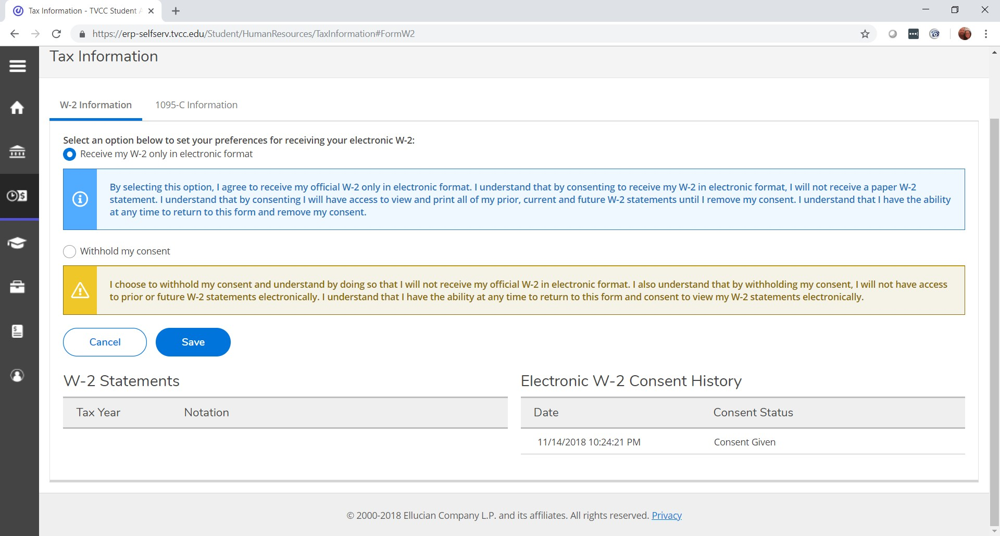 Tax Information - TVCC Student
https://erp-selfserv.tvcc.edu/Student/HumanResources/TaxInformation#FormW2
Tax Information
W-2 Information
1095-C Information
Select an option below to set your preferences for receiving your electronic W-2:
Receive my W-2 only in electronic format
By selecting this option, I agree to receive my official W-2 only in electronic format. I understand that by consenting to receive my W-2 in electronic format, I will not receive a paper W-2
statement. I understand that by consenting I will have access to view and print all of my prior, current and future W-2 statements until I remove my consent. I understand that I have the ability
at any time to return to this form and remove my consent.
Withhold my consent
I choose to withhold my consent and understand by doing so that I will not receive my official W-2 in electronic format. I also understand that by withholding my consent, I will not have access
to prior or future W-2 statements electronically. I understand that I have the ability at any time to return to this form and consent to view my W-2 statements electronically.
Cancel
Save
W-2 Statements
Tax Year
Notation
Electronic W-2 Consent History
Date
Consent Status
11/14/2018 10:24:21 PM
Consent Given
© 2000-2018 Ellucian Company L.P. and its affiliates. All rights reserved. Privacy